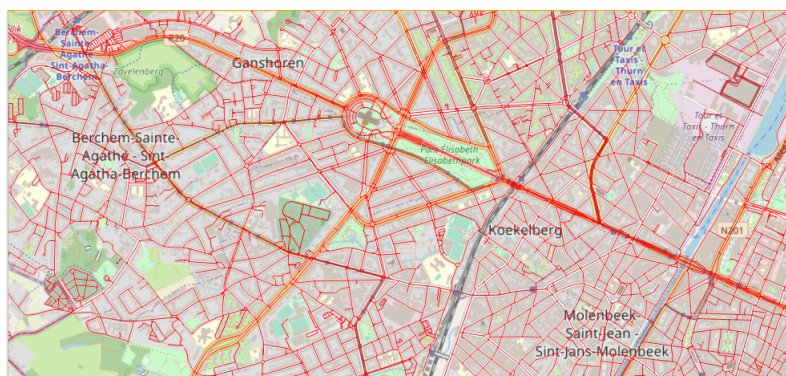 Berchem-
Sainte-
Agathe -
Sint-Agatha-
Berchem
R20
Zavelenberg
Ganshoren
Tour et
Taxis - Thurn
en Taxis
Berchem-Sainte-
Agathe - Sint-
Agatha-Berchem
Parc Elisabeth
- Elisabethpark
Tour et
Taxis - Thurn
en Taxis
Koekelberg
N201
Molenbeek-
Saint-Jean -
Sint-Jans-Molenbeek